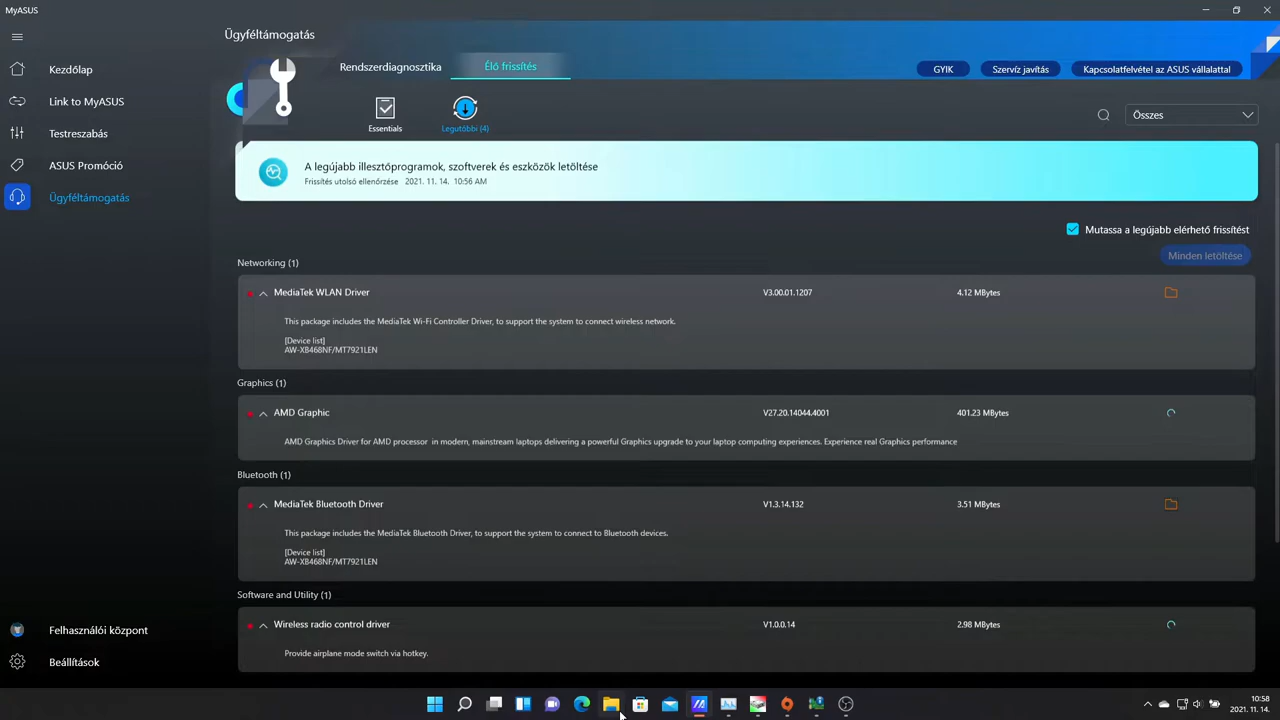 MyASUS
Ügyféltámogatás
Kezdőlap
Link to MyASUS
Testreszabás
ASUS Promóció
Ügyféltámogatás
Felhasználói központ
Beállítások
Rendszerdiagnosztika
Élő frissítés
GYIK
Szervíz javítás
Kapcsolatfelvétel az ASUS vállalattal
Essentials
Legutóbbi (4)
Összes
A legújabb illesztőprogramok, szoftverek és eszközök letöltése
Frissítés utolsó ellenőrzése 2021. 11. 14. 10:56 AM
Mutassa a legújabb elérhető frissítést
Minden letöltése
Networking (1)
MediaTek WLAN Driver V3.00.01.1207 4.12 MBytes
This package includes the MediaTek Wi-Fi Controller Driver, to support the system to connect wireless network.
[Device list]
AW-XB468NF/MT7921LEN
Graphics (1)
AMD Graphic V27.20.14044.4001 401.23 MBytes
AMD Graphics Driver for AMD processor in modern, mainstream laptops delivering a powerful Graphics upgrade to your laptop computing experiences. Experience real Graphics performance
Bluetooth (1)
MediaTek Bluetooth Driver V1.3.14.132 3.51 MBytes
This package includes the MediaTek Bluetooth Driver, to support the system to connect to Bluetooth devices.
[Device list]
AW-XB468NF/MT7921LEN
Software and Utility (1)
Wireless radio control driver V1.0.0.14 2.98 MBytes
Provide airplane mode switch via hotkey.
10:58
2021. 11. 14.